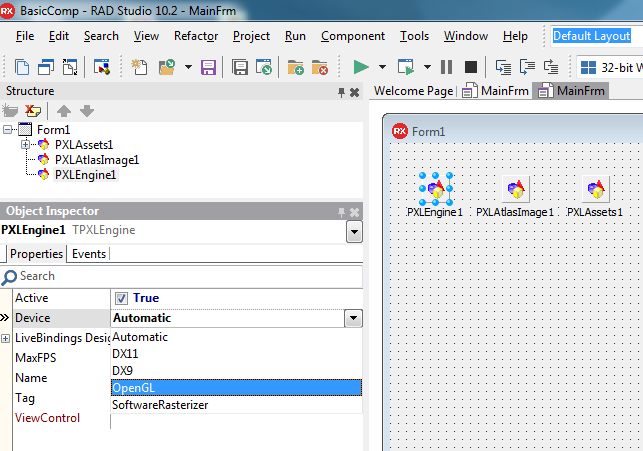 RX BasicComp - RAD Studio 10.2 - MainFrm
File Edit Search View Refactor Project Run Component Tools Window Help Default Layout
32-bit W
Structure
Form1
PXLAssets1
PXLAtlasImage1
PXLEngine1
Object Inspector
PXLEngine1 TPXLEngine
Properties Events
Search
Active True
Device Automatic
LiveBindings Desig
MaxFPS
Name
Tag
ViewControl
Automatic
DX11
DX9
OpenGL
SoftwareRasterizer
Welcome Page MainFrm MainFrm
RX Form1
PXLEngine1 PXLAtlasImage1 PXLAssets1